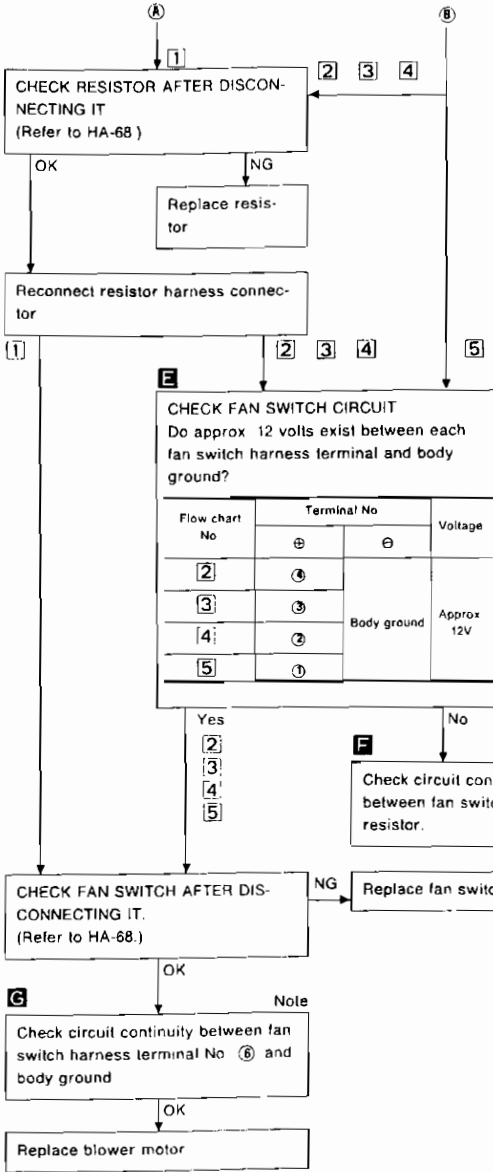 Ⓐ
Ⓑ
1
2 3 4
CHECK RESISTOR AFTER DISCON-
NECTING IT
(Refer to HA-68 )
OK
NG
Replace resis-
tor
Reconnect resistor harness connec-
tor
1
2 3 4
5
E
CHECK FAN SWITCH CIRCUIT
Do approx 12 volts exist between each
fan switch harness terminal and body
ground?
Flow chart
No
Terminal No
Voltage
⊕ ⊖
2 ④
3 ③
4 ②
5 ①
Body ground
Approx
12V
Yes
2
3
4
5
No
F
Check circuit con
between fan switc
resistor.
CHECK FAN SWITCH AFTER DIS-
CONNECTING IT.
(Refer to HA-68.)
NG
Replace fan switc
OK
G
Note
Check circuit continuity between fan
switch harness terminal No ⑥ and
body ground
OK
Replace blower motor